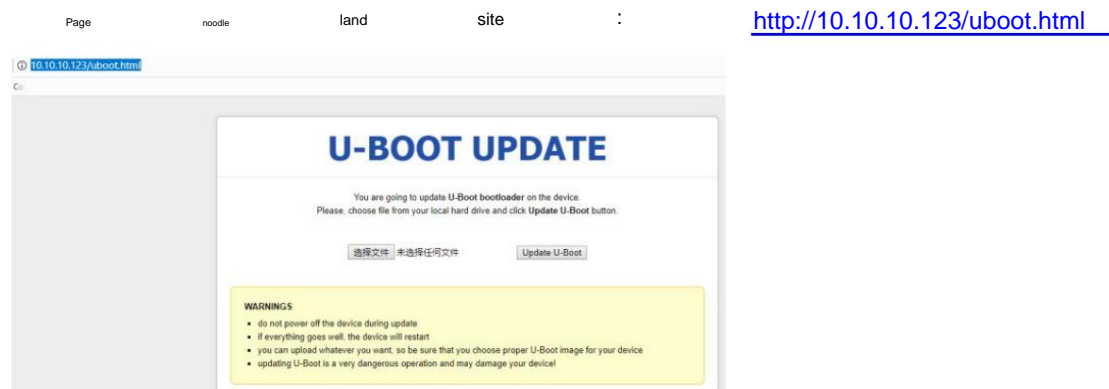 Page noodle land site : http://10.10.10.123/uboot.html
10.10.10.123/uboot.html
U-BOOT UPDATE
You are going to update U-Boot bootloader on the device.
Please, choose file from your local hard drive and click Update U-Boot button.
选择文件 未选择任何文件 Update U-Boot
WARNINGS
• do not power off the device during update
• if everything goes well, the device will restart
• you can upload whatever you want, so be sure that you choose proper U-Boot image for your device
• updating U-Boot is a very dangerous operation and may damage your device!